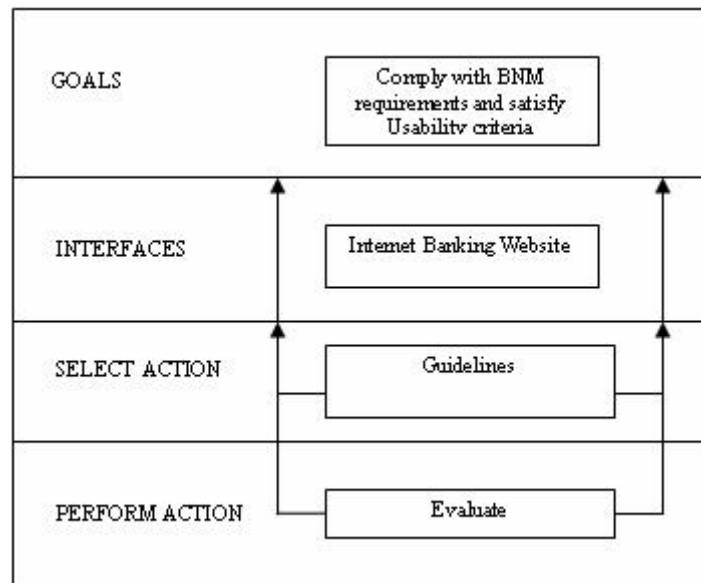 GOALS
Comply with BNM
requirements and satisfy
Usability criteria
INTERFACES
Internet Banking Website
SELECT ACTION
Guidelines
PERFORM ACTION
Evaluate